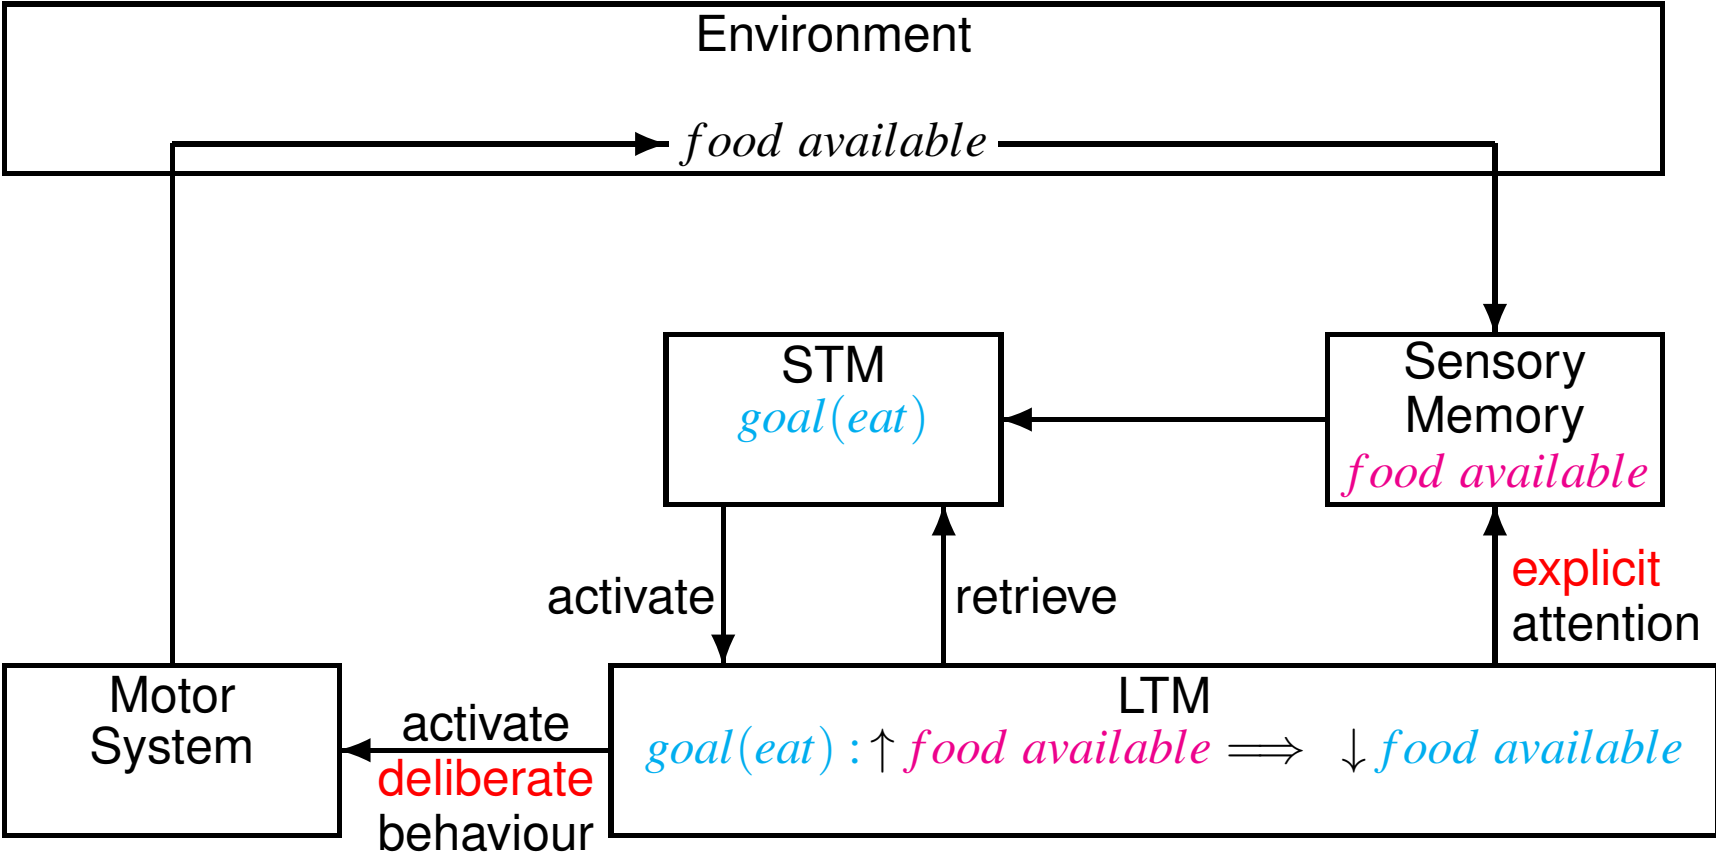 Environment
food available
STM
goal(eat)
Sensory
Memory
food available
activate
retrieve
explicit
attention
Motor
System
activate
deliberate
behaviour
LTM
goal(eat) : ↑ food available ⟹ ↓ food available